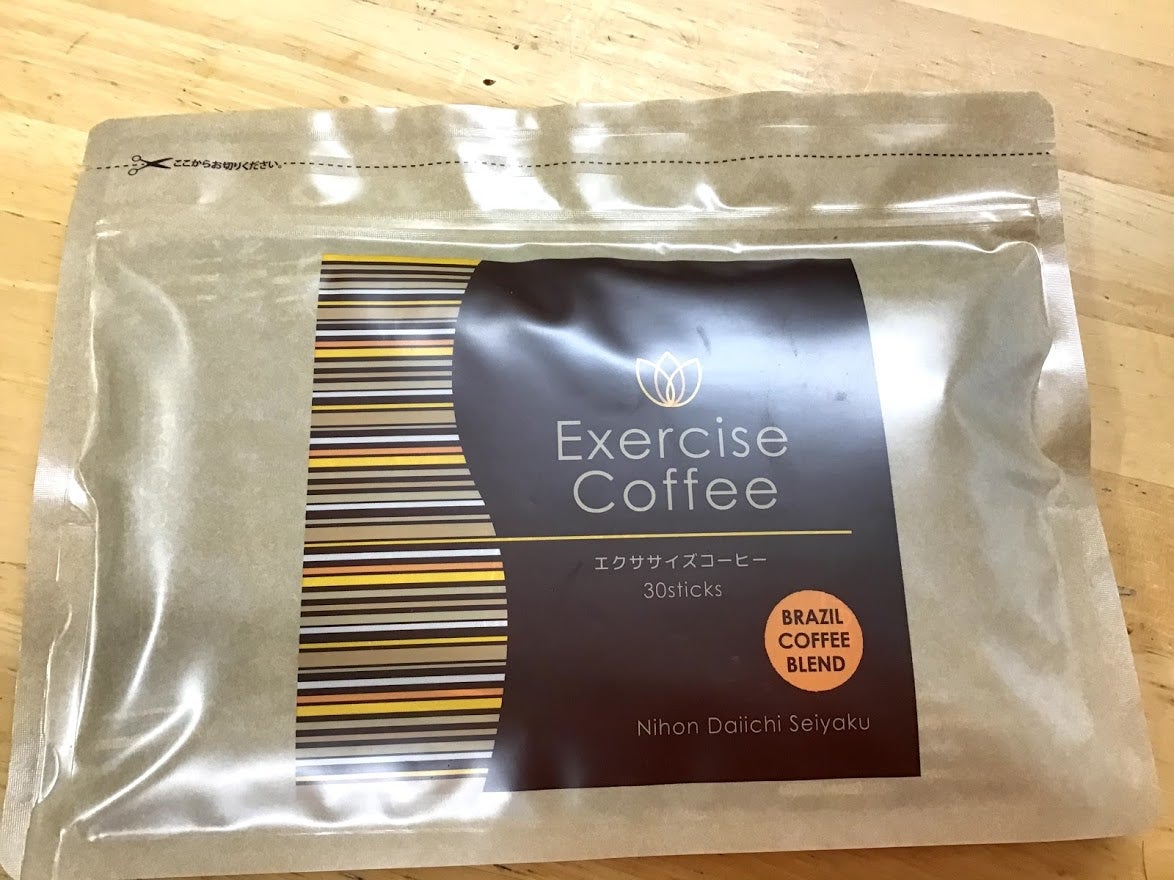 ここからお切りください。
Exercise
Coffee
エクササイズコーヒー
30sticks
BRAZIL
COFFEE
BLEND
Nihon Daiichi Seiyaku